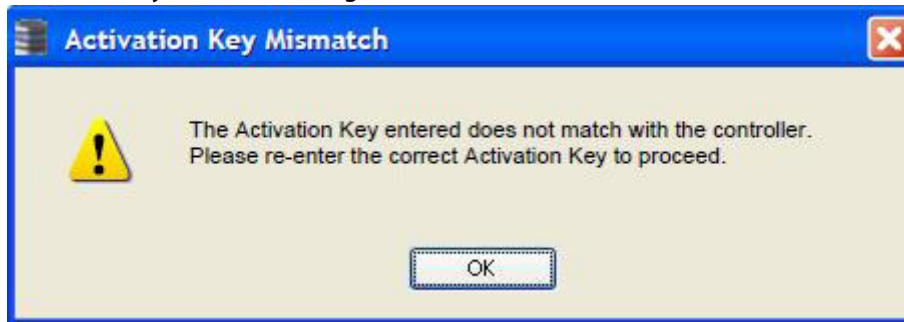 Activation Key Mismatch
The Activation Key entered does not match with the controller.
Please re-enter the correct Activation Key to proceed.
OK